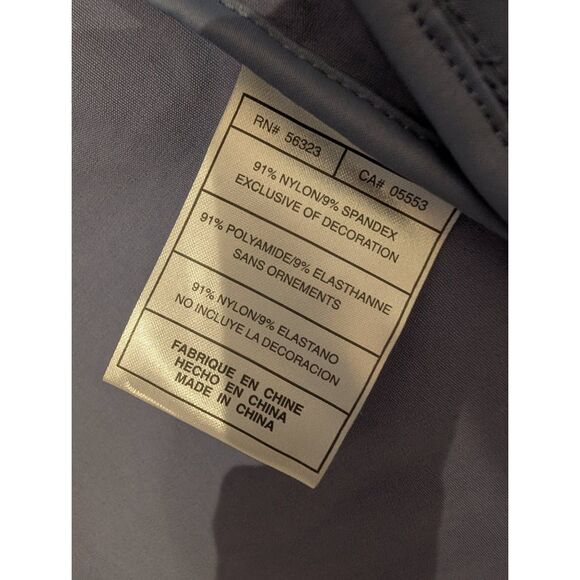 RN# 56323
CA# 05553
91% NYLON/9% SPANDEX
EXCLUSIVE OF DECORATION
91% POLYAMIDE/9% ELASTHANNE
SANS ORNEMENTS
91% NYLON/9% ELASTANO
NO INCLUYE LA DECORACION
FABRIQUE EN CHINE
HECHO EN CHINA
MADE IN CHINA